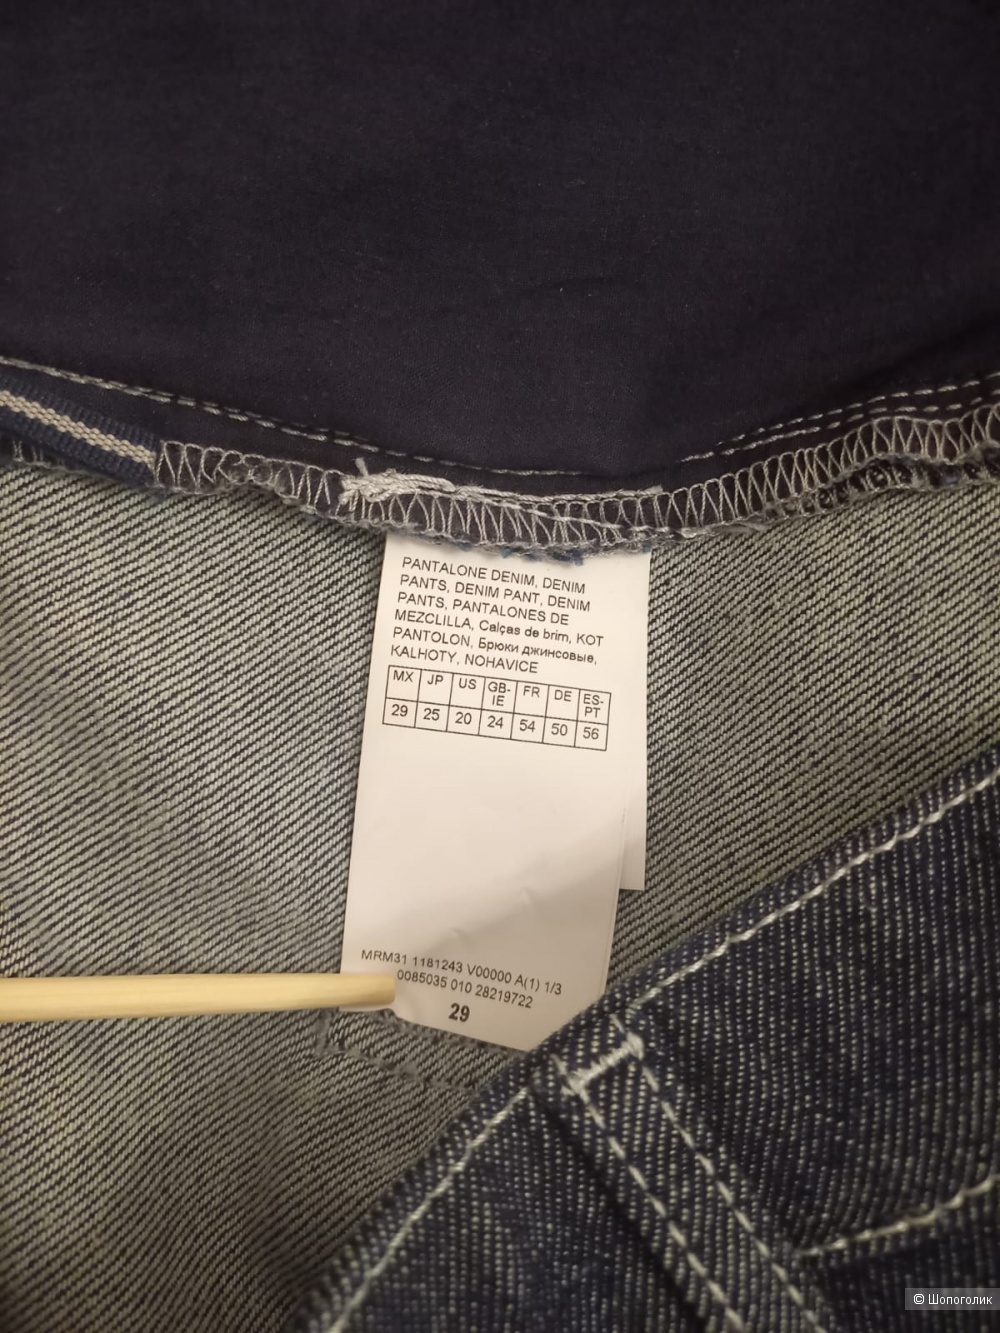 PANTALONE DENIM, DENIM
PANTS, DENIM PANT, DENIM
PANTS, PANTALONES DE
MEZCLILLA, Calças de brim, KOT
PANTOLON, Брюки джинсовые,
KALHOTY, NOHAVICE
MX JP US GB-IE FR DE ES-PT
29 25 20 24 54 50 56
MRM31 1181243 V00000 A(1) 1/3
0085035 010 28219722
29
© Шопоголик